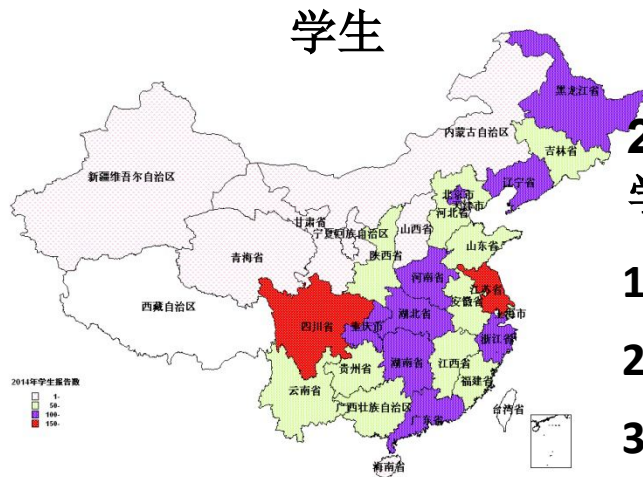 学生
黑龙江省
内蒙古自治区
吉林省
2
新疆维吾尔自治区
辽宁省
北京市
天津市
河北省
学
甘肃省
宁夏回族自治区
山西省
山东省
青海省
陕西省
1
河南省
江苏省
西藏自治区
安徽省
上海市
四川省
重庆市
湖北省
浙江省
2
湖南省
江西省
贵州省
福建省
云南省
广西壮族自治区
广东省
台湾省
3
海南省
2014年学生报告数
1-
50-
100-
150-